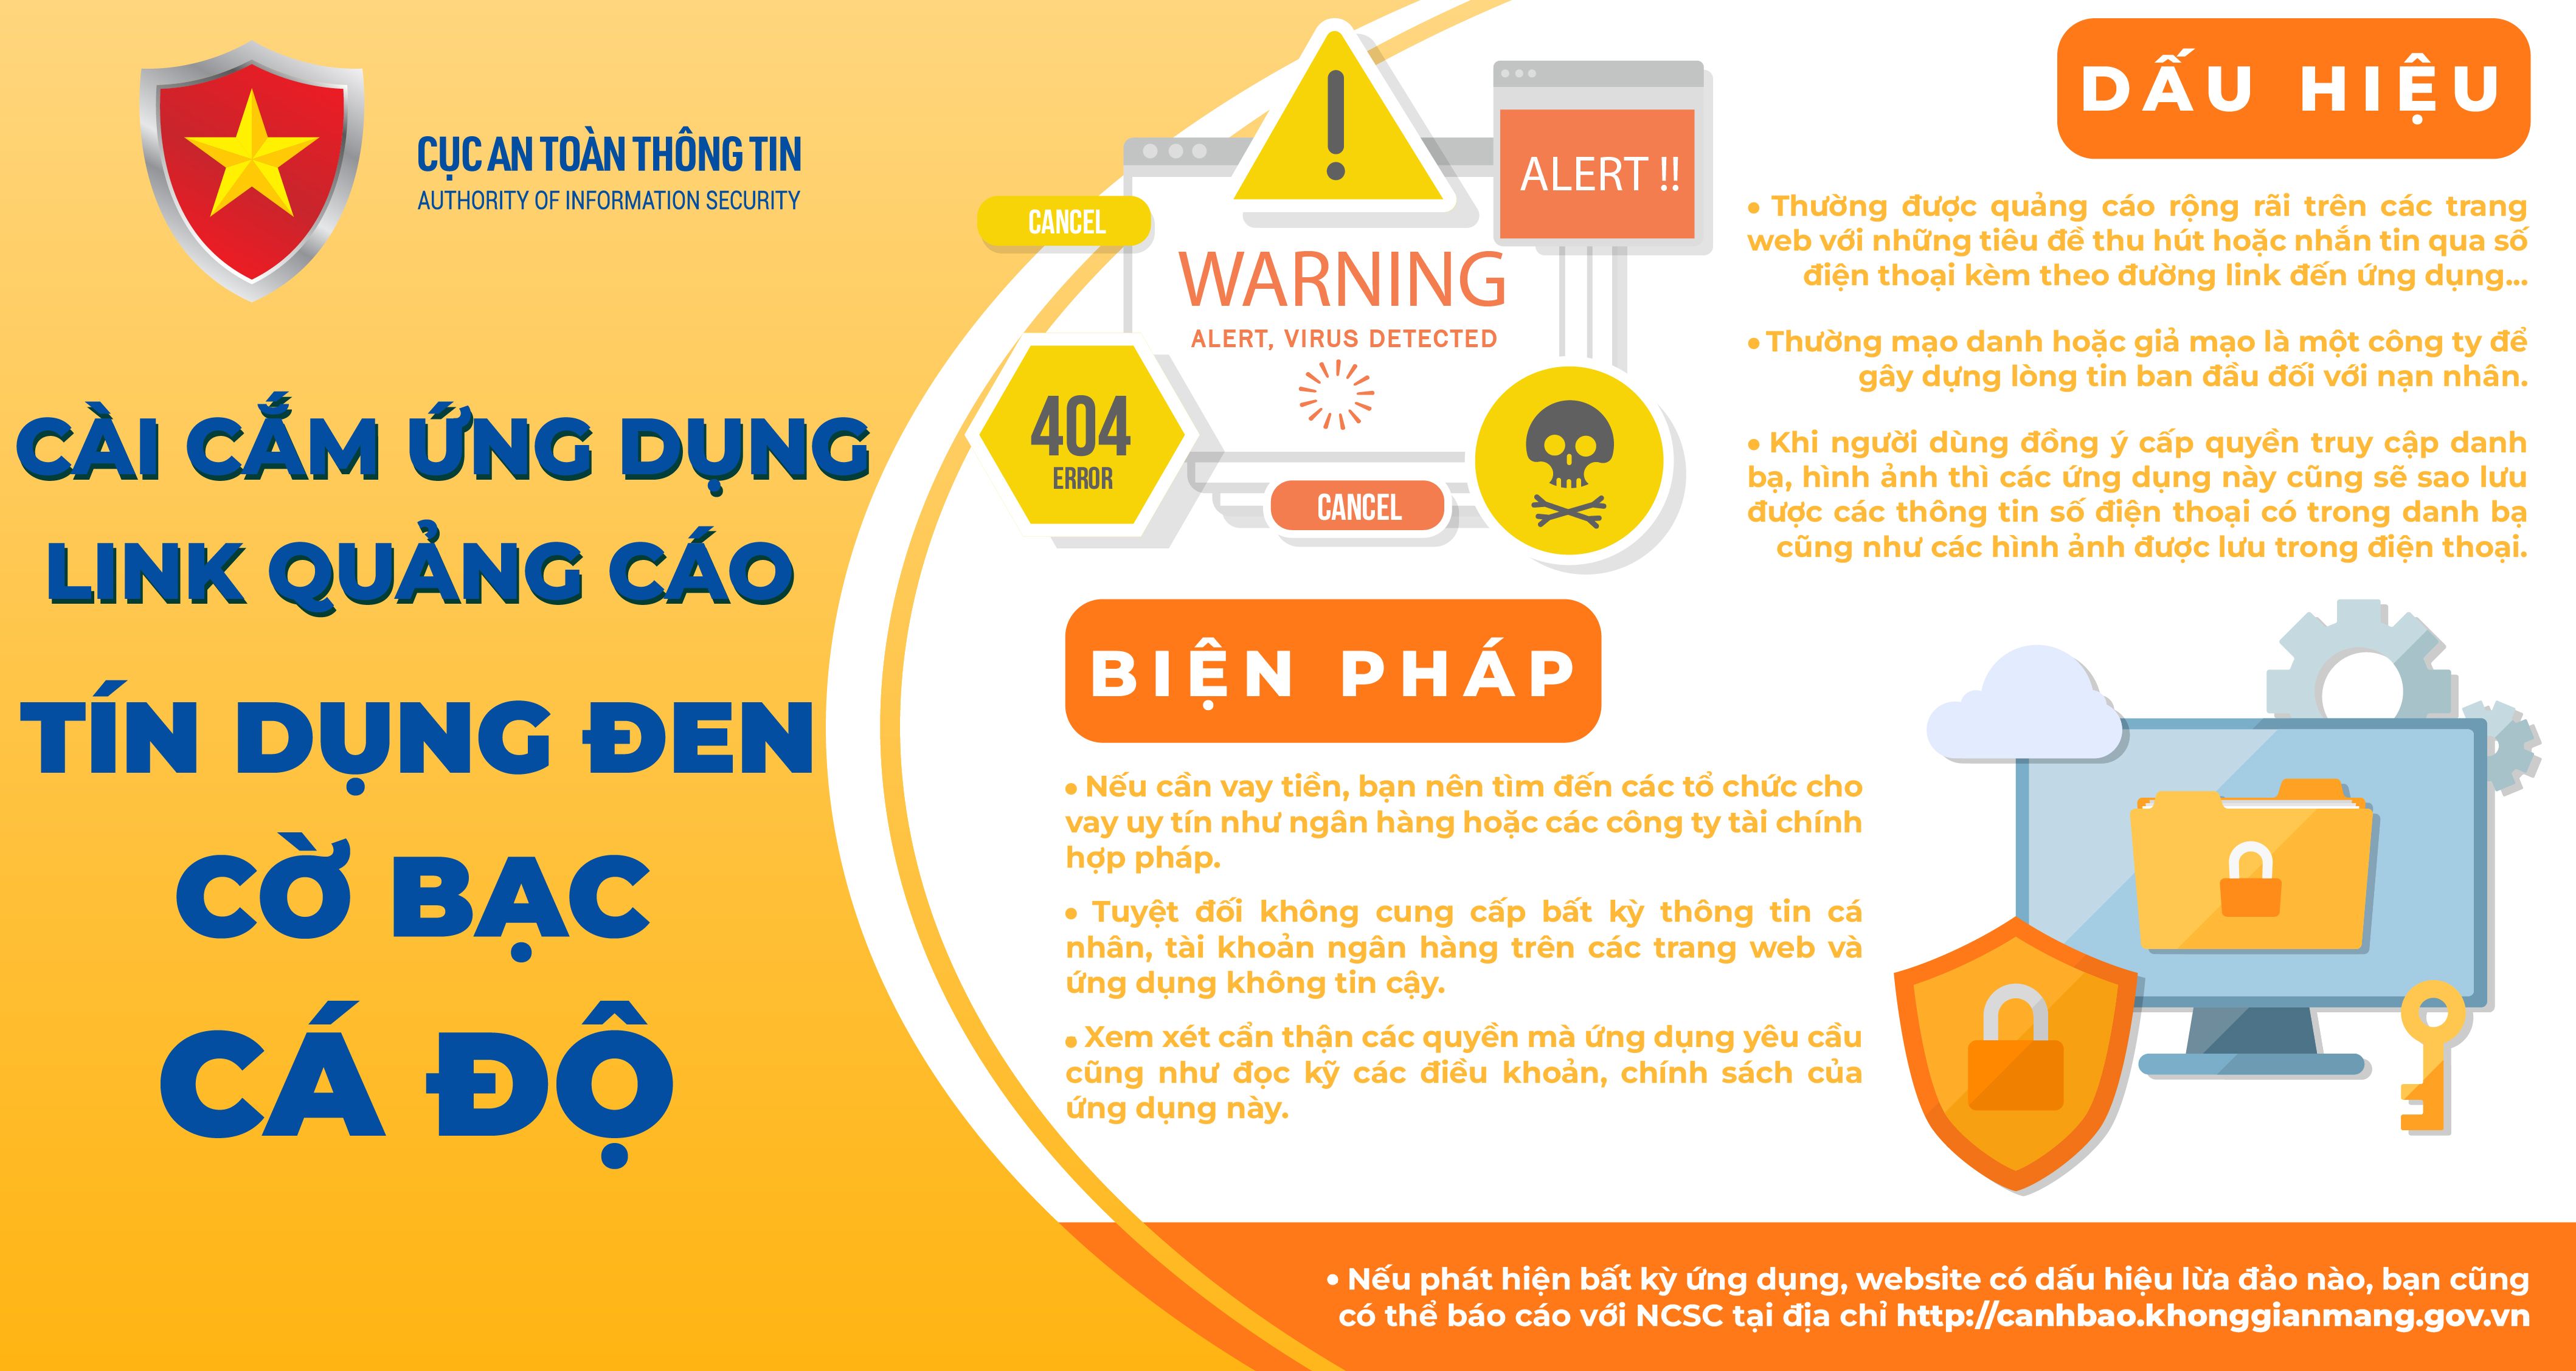 CỤC AN TOÀN THÔNG TIN
AUTHORITY OF INFORMATION SECURITY
CÀI CẮM ỨNG DỤNG
LINK QUẢNG CÁO
TÍN DỤNG ĐEN
CỜ BẠC
CÁ ĐỘ
CANCEL
ALERT !!
WARNING
ALERT, VIRUS DETECTED
404
ERROR
CANCEL
DẤU HIỆU
• Thường được quảng cáo rộng rãi trên các trang
web với những tiêu đề thu hút hoặc nhắn tin qua số
điện thoại kèm theo đường link đến ứng dụng...
• Thường mạo danh hoặc giả mạo là một công ty để
gây dựng lòng tin ban đầu đối với nạn nhân.
• Khi người dùng đồng ý cấp quyền truy cập danh
bạ, hình ảnh thì các ứng dụng này cũng sẽ sao lưu
được các thông tin số điện thoại có trong danh bạ
cũng như các hình ảnh được lưu trong điện thoại.
BIỆN PHÁP
• Nếu cần vay tiền, bạn nên tìm đến các tổ chức cho
vay uy tín như ngân hàng hoặc các công ty tài chính
hợp pháp.
• Tuyệt đối không cung cấp bất kỳ thông tin cá
nhân, tài khoản ngân hàng trên các trang web và
ứng dụng không tin cậy.
• Xem xét cẩn thận các quyền mà ứng dụng yêu cầu
cũng như đọc kỹ các điều khoản, chính sách của
ứng dụng này.
• Nếu phát hiện bất kỳ ứng dụng, website có dấu hiệu lừa đảo nào, bạn cũng
có thể báo cáo với NCSC tại địa chỉ http://canhbao.khonggianmang.gov.vn